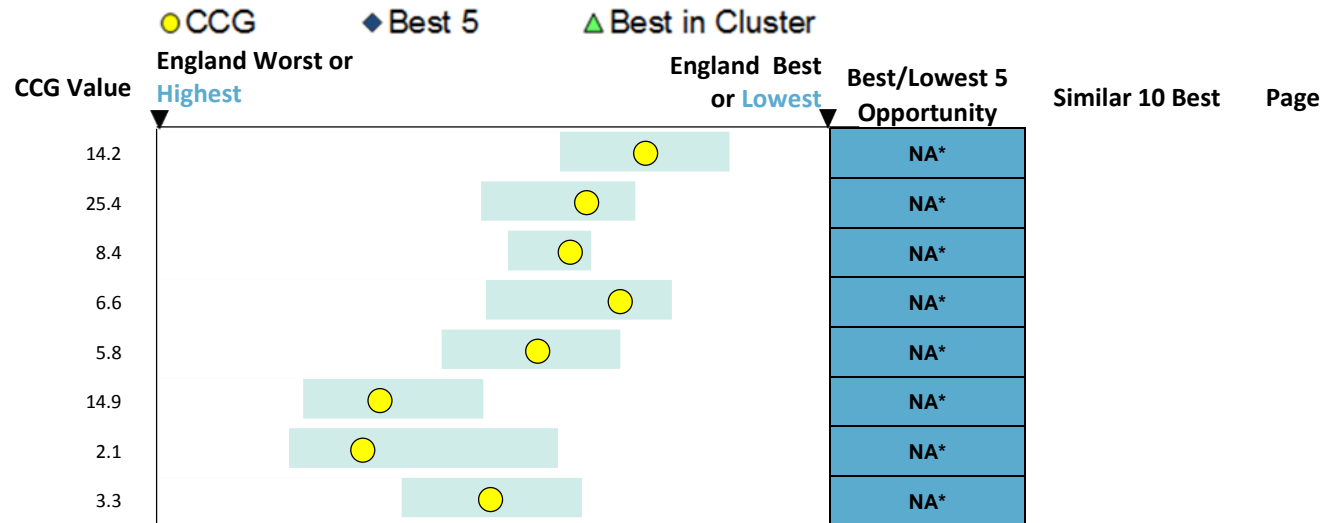 CCG Best 5 Best in Cluster
CCG Value England Worst or Highest England Best or Lowest Best/Lowest 5 Opportunity Similar 10 Best Page
14.2 NA*
25.4 NA*
8.4 NA*
6.6 NA*
5.8 NA*
14.9 NA*
2.1 NA*
3.3 NA*